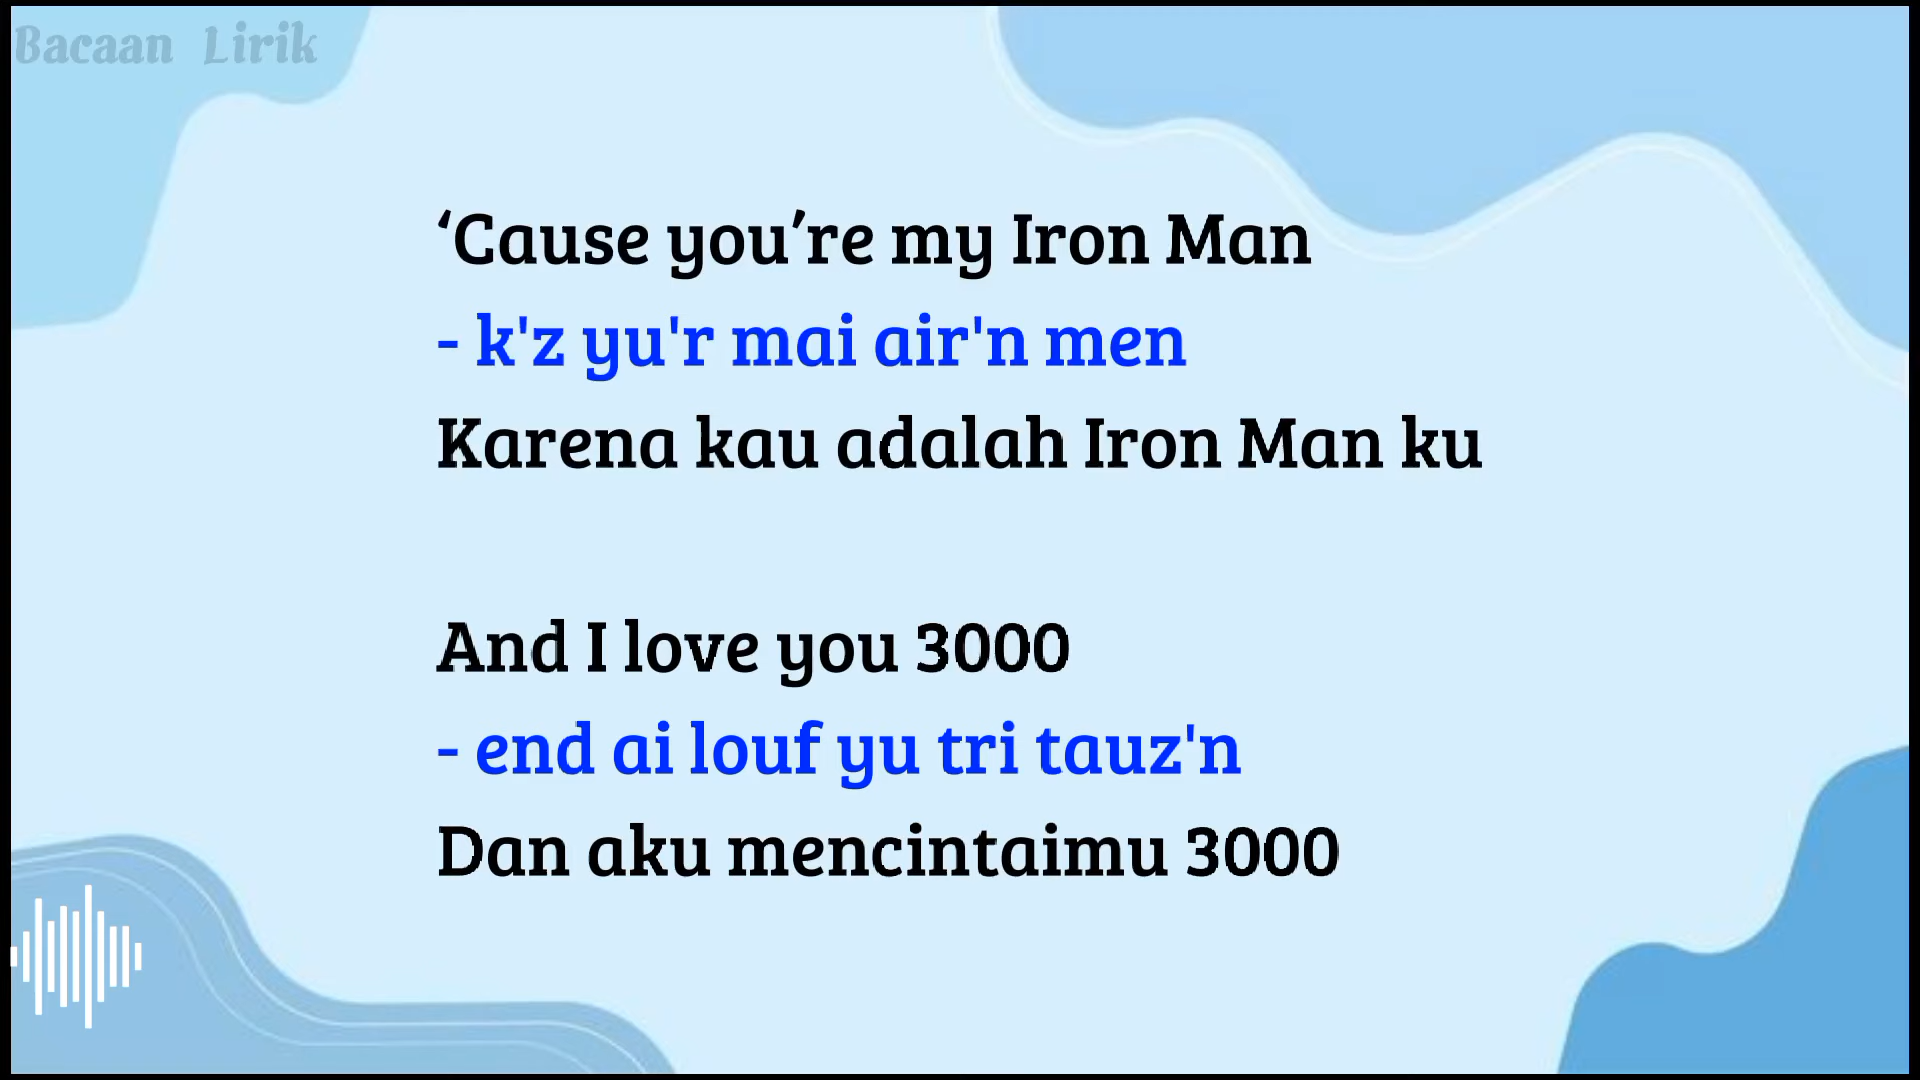 Bacaan Lirik
‘Cause you’re my Iron Man
- k'z yu'r mai air'n men
Karena kau adalah Iron Man ku
And I love you 3000
- end ai louf yu tri tauz'n
Dan aku mencintaimu 3000